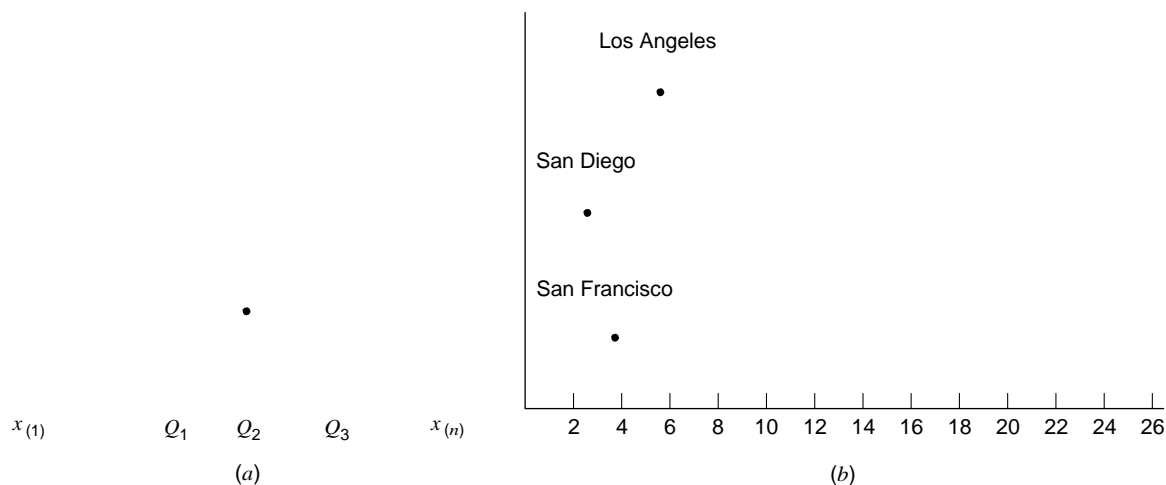 Los Angeles
San Diego
San Francisco
x(1) Q1 Q2 Q3 x(n)
2 4 6 8 10 12 14 16 18 20 22 24 26
(a)
(b)